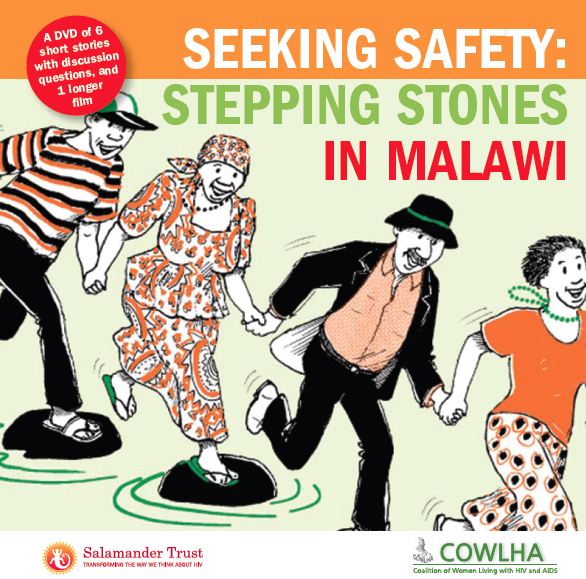 A DVD of 6
short stories
with discussion
questions, and
1 longer
film
SEEKING SAFETY:
STEPPING STONES
IN MALAWI
Salamander Trust
TRANSFORMING THE WAY WE THINK ABOUT HIV
COWLHA
Coalition of Women Living with HIV and AIDS